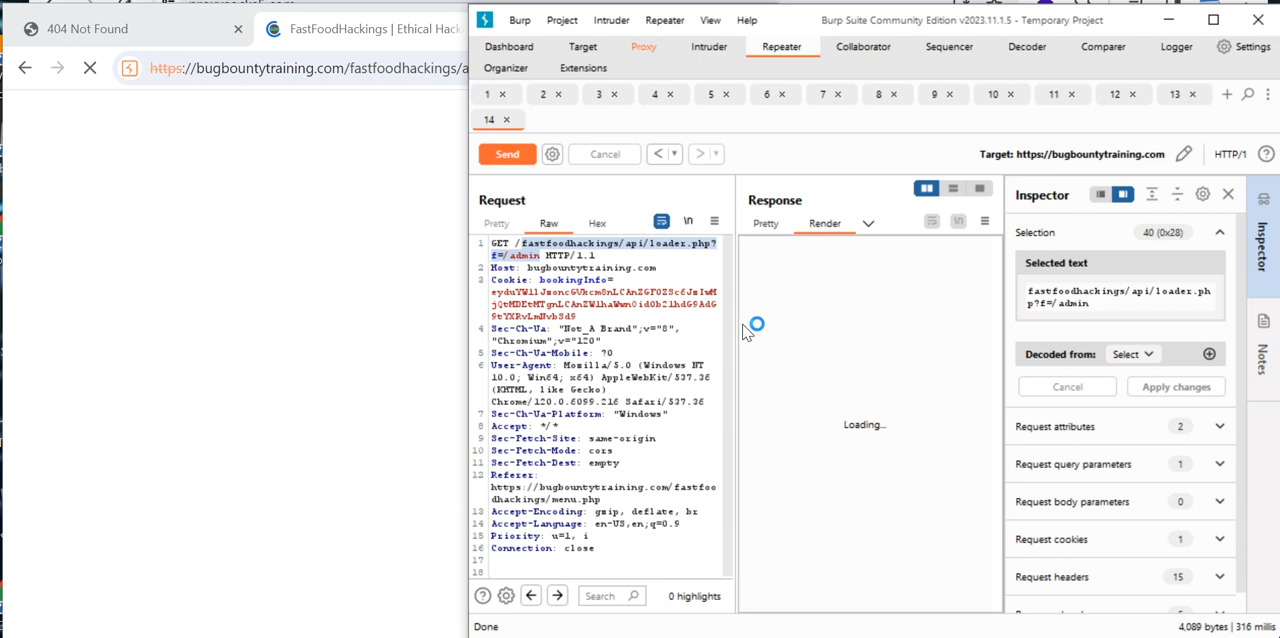 404 Not Found
FastFoodHackings | Ethical Hack
https://bugbountytraining.com/fastfoodhackings/a
Burp Project Intruder Repeater View Help Burp Suite Community Edition v2023.11.1.5 - Temporary Project
Dashboard Target Proxy Intruder Repeater Collaborator Sequencer Decoder Comparer Logger Settings
Organizer Extensions
1 × 2 × 3 × 4 × 5 × 6 × 7 × 8 × 9 × 10 × 11 × 12 × 13 × +
14 ×
Send Cancel < > Target: https://bugbountytraining.com HTTP/1 ?
Request
Pretty Raw Hex \n
1 GET /fastfoodhackings/api/loader.php?
f=/admin HTTP/1.1
2 Host: bugbountytraining.com
3 Cookie: bookingInfo=
4 Sec-Ch-Ua: "Not_A Brand";v="8",
"Chromium";v="120"
5 Sec-Ch-Ua-Mobile: ?0
6 User-Agent: Mozilla/5.0 (Windows NT
10.0; Win64; x64) AppleWebKit/537.36
(KHTML, like Gecko)
Chrome/120.0.6099.216 Safari/537.36
7 Sec-Ch-Ua-Platform: "Windows"
8 Accept: */*
9 Sec-Fetch-Site: same-origin
10 Sec-Fetch-Mode: cors
11 Sec-Fetch-Dest: empty
12 Referer:
https://bugbountytraining.com/fastfoo
dhackings/menu.php
13 Accept-Encoding: gzip, deflate, br
14 Accept-Language: en-US,en;q=0.9
15 Priority: u=1, i
16 Connection: close
17
18
Search 0 highlights
Response
Pretty Render \n
Loading...
Inspector
Selection 40 (0x28)
Selected text
fastfoodhackings/api/loader.ph
p?f=/admin
Decoded from: Select
Cancel Apply changes
Request attributes 2
Request query parameters 1
Request body parameters 0
Request cookies 1
Request headers 15
Inspector
Notes
Done 4,089 bytes | 316 millis